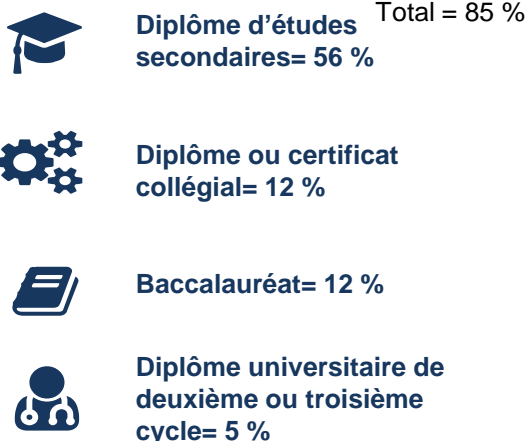 Total = 85 %
Diplôme d’études
secondaires= 56 %
Diplôme ou certificat
collégial= 12 %
Baccalauréat= 12 %
Diplôme universitaire de
deuxième ou troisième
cycle= 5 %